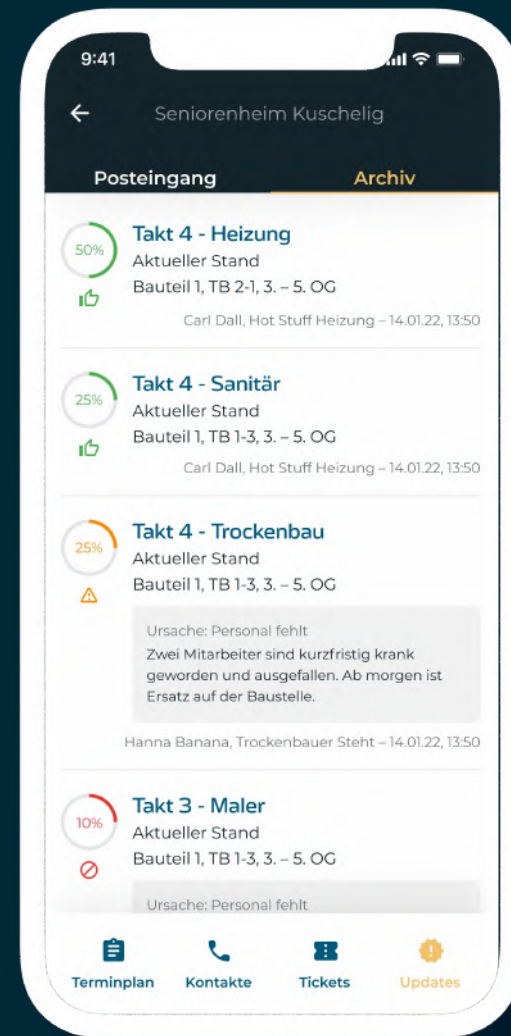 9:41
Seniorenheim Kuschelig
Posteingang
Archiv
50%
Takt 4 - Heizung
Aktueller Stand
Bauteil 1, TB 2-1, 3. – 5. OG
Carl Dall, Hot Stuff Heizung – 14.01.22, 13:50
25%
Takt 4 - Sanitär
Aktueller Stand
Bauteil 1, TB 1-3, 3. – 5. OG
Carl Dall, Hot Stuff Heizung – 14.01.22, 13:50
25%
Takt 4 - Trockenbau
Aktueller Stand
Bauteil 1, TB 1-3, 3. – 5. OG
Ursache: Personal fehlt
Zwei Mitarbeiter sind kurzfristig krank
geworden und ausgefallen. Ab morgen ist
Ersatz auf der Baustelle.
Hanna Banana, Trockenbauer Steht – 14.01.22, 13:50
10%
Takt 3 - Maler
Aktueller Stand
Bauteil 1, TB 1-3, 3. – 5. OG
Ursache: Personal fehlt
Terminplan
Kontakte
Tickets
Updates